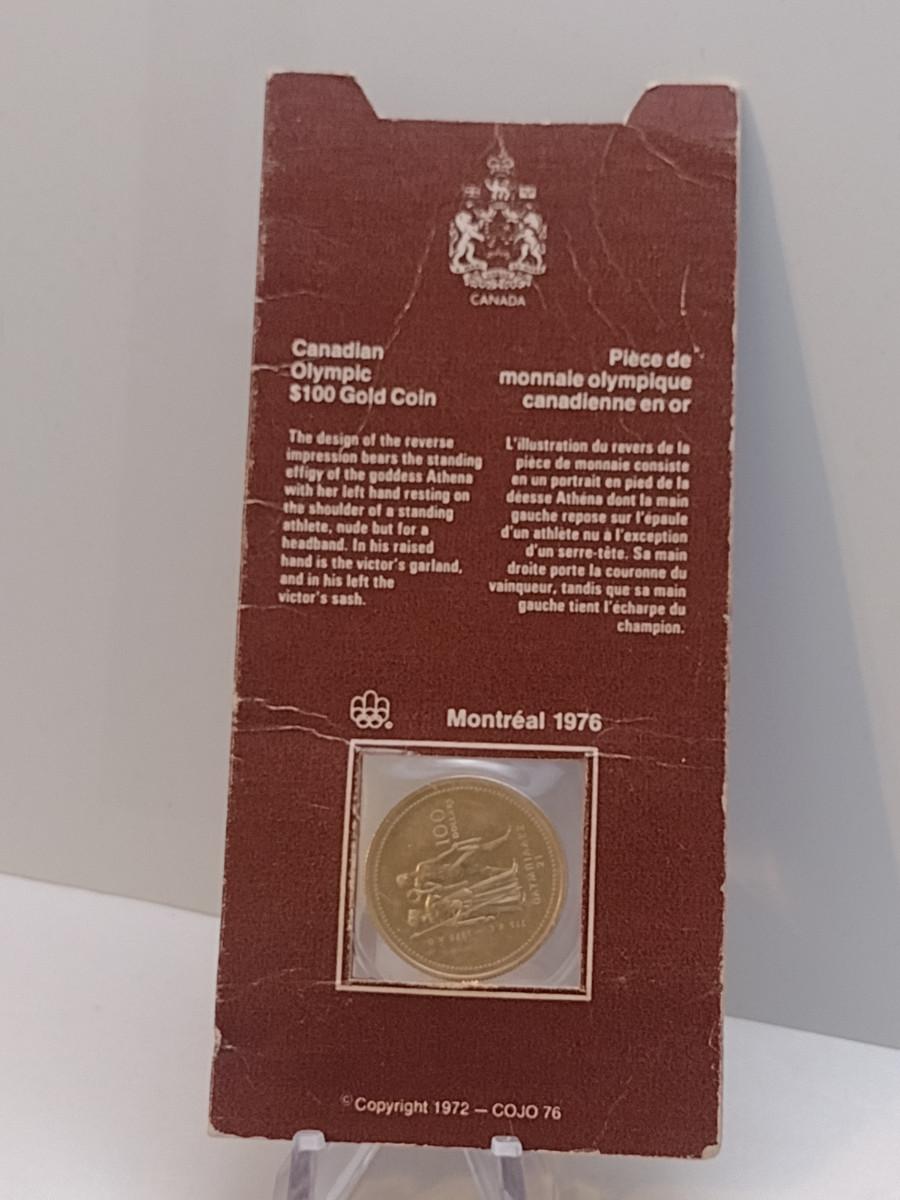 CANADA
Canadian
Olympic
$100 Gold Coin
The design of the reverse
impression bears the standing
effigy of the goddess Athena
with her left hand resting on
the shoulder of a standing
athlete, nude but for a
headband. In his raised
hand is the victor's garland,
and in his left the
victor's sash.
Pièce de
monnaie olympique
canadienne en or
L'illustration du revers de la
pièce de monnaie consiste
en un portrait en pied de la
déesse Athéna dont la main
gauche repose sur l'épaule
d'un athlète nu à l'exception
d'un serre-tête. Sa main
droite porte la couronne du
vainqueur, tandis que sa main
gauche tient l'écharpe du
champion.
Montréal 1976
100
DOLLARS
©Copyright 1972 — COJO 76